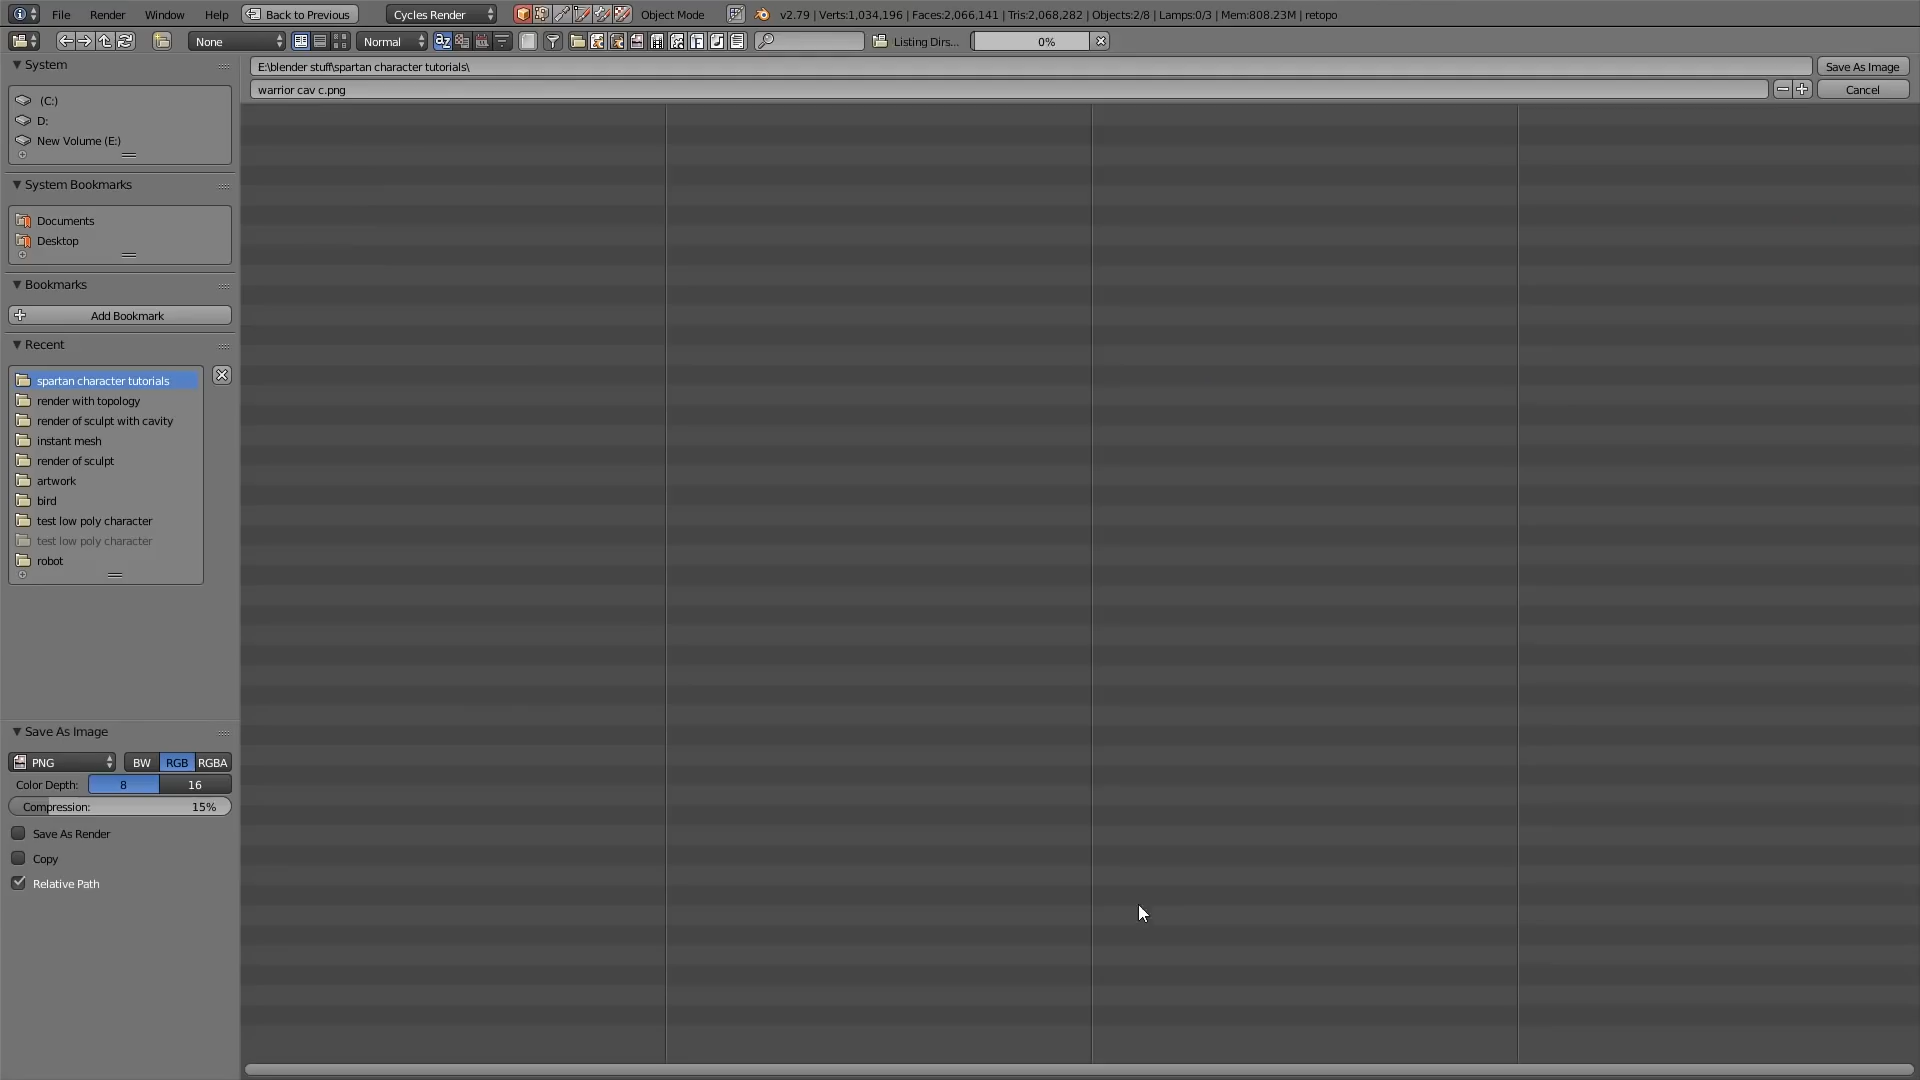 File Render Window Help Back to Previous Cycles Render Object Mode v2.79 | Verts:1,034,196 | Faces:2,066,141 | Tris:2,068,282 | Objects:2/8 | Lamps:0/3 | Mem:808.23M | retopo
None Normal Listing Dirs... 0%
System
E:\blender stuff\spartan character tutorials\ Save As Image
warrior cav c.png Cancel
(C:)
D:
New Volume (E:)
System Bookmarks
Documents
Desktop
Bookmarks
Add Bookmark
Recent
spartan character tutorials
render with topology
render of sculpt with cavity
instant mesh
render of sculpt
artwork
bird
test low poly character
test low poly character
robot
Save As Image
PNG BW RGB RGBA
Color Depth: 8 16
Compression: 15%
Save As Render
Copy
Relative Path